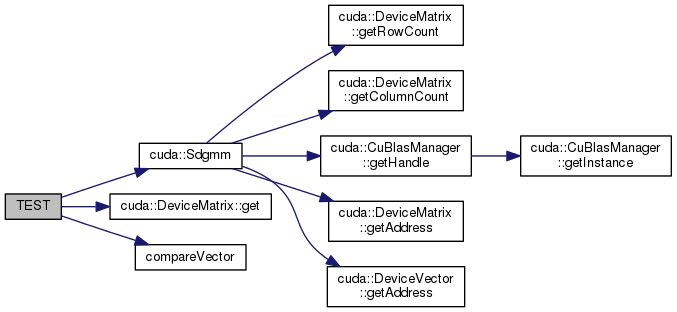 cuda::DeviceMatrix
::getRowCount
cuda::DeviceMatrix
::getColumnCount
cuda::Sdgmm
cuda::CuBlasManager
::getHandle
cuda::CuBlasManager
::getInstance
TEST
cuda::DeviceMatrix::get
cuda::DeviceMatrix
::getAddress
compareVector
cuda::DeviceVector
::getAddress